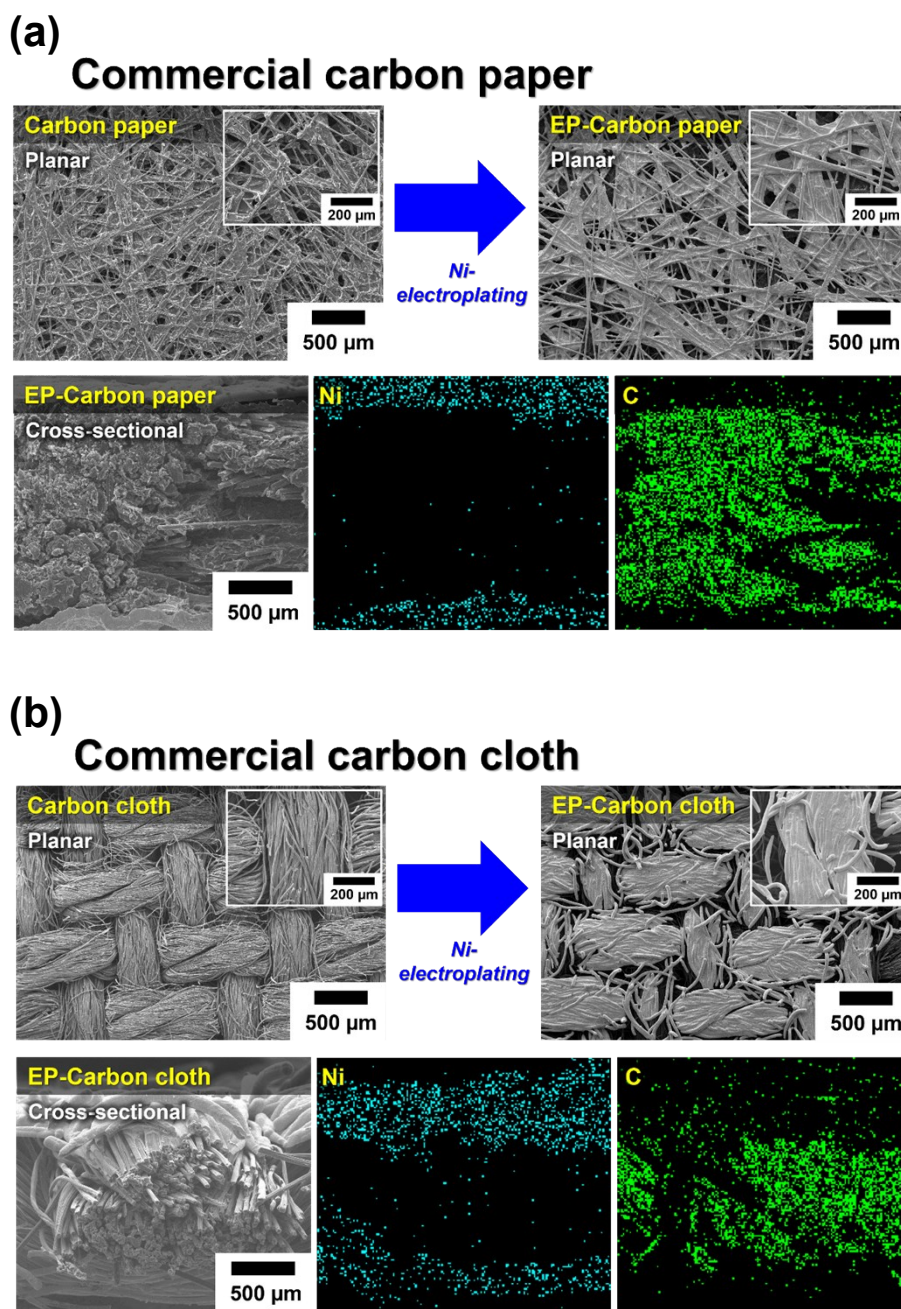 (a)
Commercial carbon paper
Carbon paper
Planar
200 µm
500 µm
Ni-
electroplating
EP-Carbon paper
Planar
200 µm
500 µm
EP-Carbon paper
Cross-sectional
500 µm
Ni
C
(b)
Commercial carbon cloth
Carbon cloth
Planar
200 µm
500 µm
Ni-
electroplating
EP-Carbon cloth
Planar
200 µm
500 µm
EP-Carbon cloth
Cross-sectional
500 µm
Ni
C